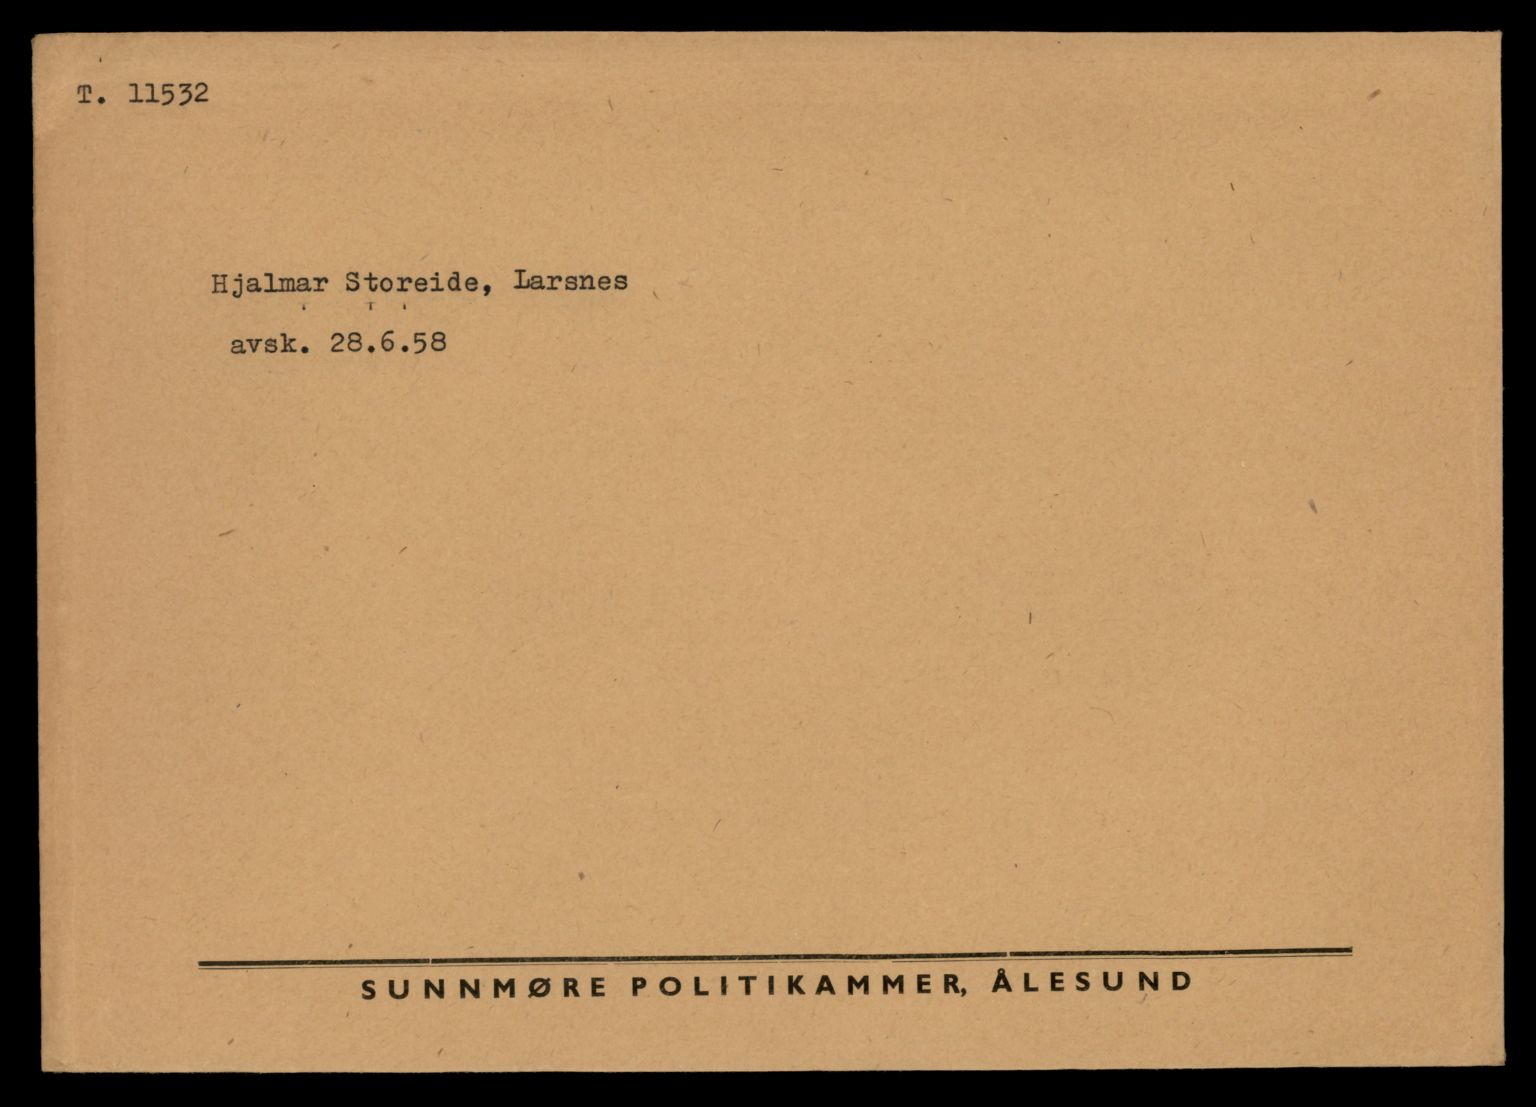 T. 11532
Hjalmar Storeide, Larsnes
avsk. 28.6.58
SUNNMØRE POLITIKAMMER, ÅLESUND